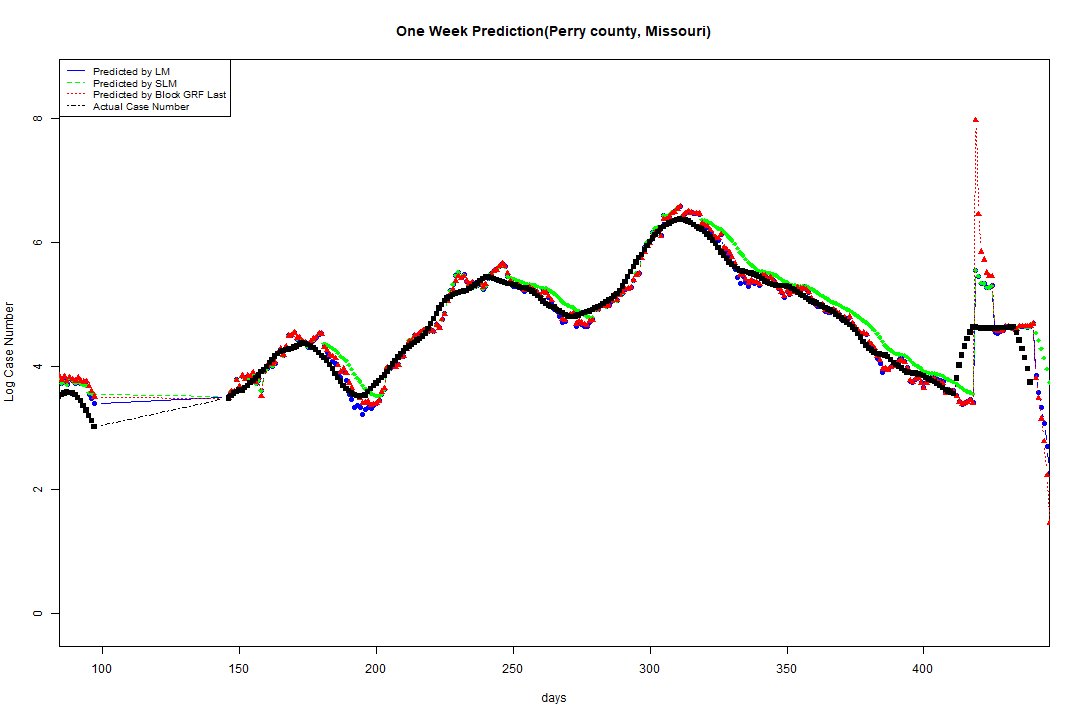 One Week Prediction(Perry county, Missouri)
Predicted by LM
Predicted by SLM
Predicted by Block GRF Last
Actual Case Number
Log Case Number
8
6
4
2
0
100 150 200 250 300 350 400
days